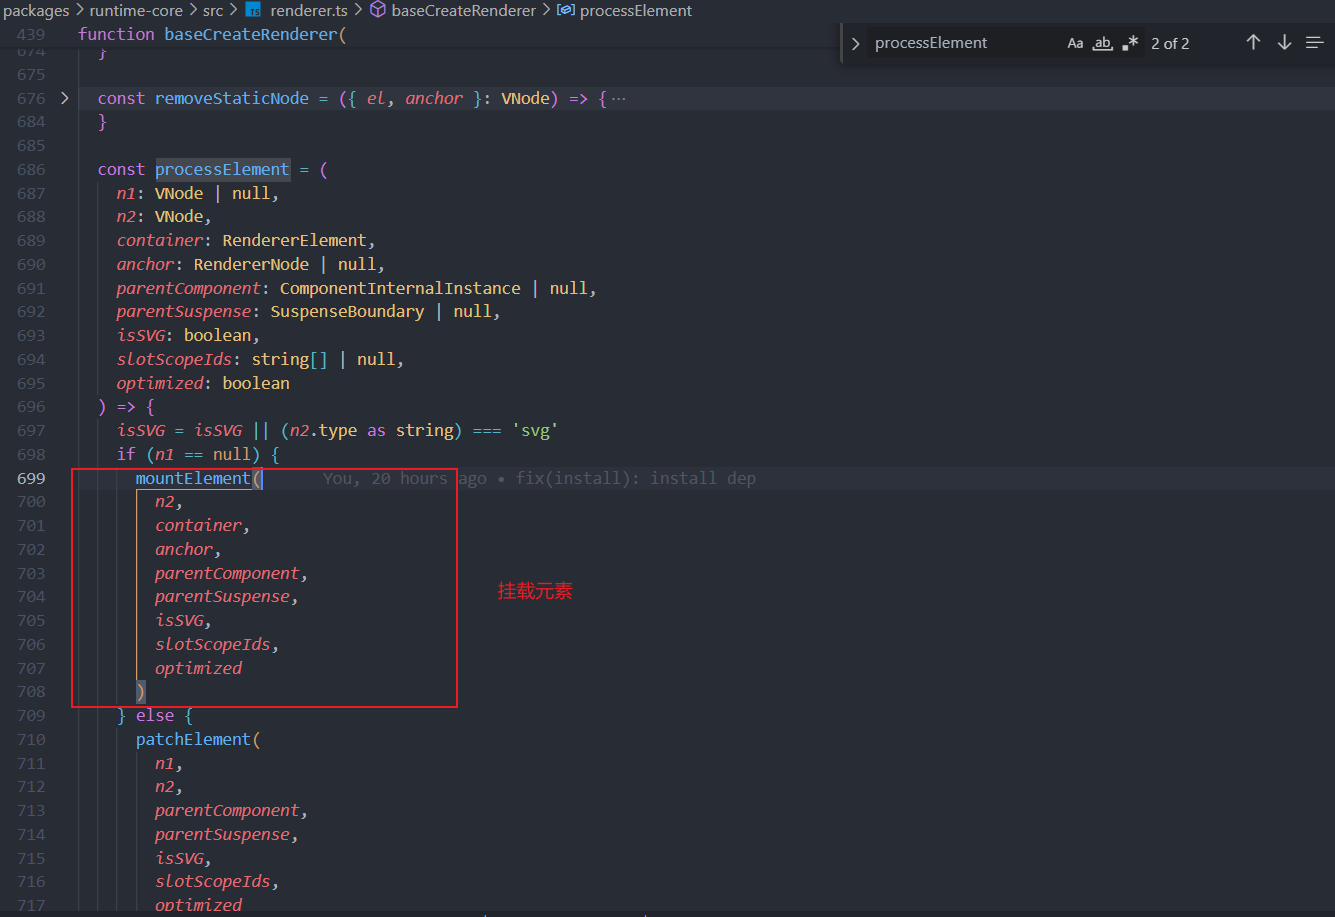 packages > runtime-core > src > TS renderer.ts > baseCreateRenderer > processElement
439 function baseCreateRenderer(
processElement Aa ab 2 of 2
674 }
675
676 const removeStaticNode = ({ el, anchor }: VNode) => { ⋯
684 }
685
686 const processElement = (
687 n1: VNode | null,
688 n2: VNode,
689 container: RendererElement,
690 anchor: RendererNode | null,
691 parentComponent: ComponentInternalInstance | null,
692 parentSuspense: SuspenseBoundary | null,
693 isSVG: boolean,
694 slotScopeIds: string[] | null,
695 optimized: boolean
696 ) => {
697 isSVG = isSVG || (n2.type as string) === 'svg'
698 if (n1 == null) {
699 mountElement( You, 20 hours ago • fix(install): install dep
700 n2,
701 container,
702 anchor,
703 parentComponent,
挂载元素
704 parentSuspense,
705 isSVG,
706 slotScopeIds,
707 optimized
708 )
709 } else {
710 patchElement(
711 n1,
712 n2,
713 parentComponent,
714 parentSuspense,
715 isSVG,
716 slotScopeIds,
717 optimized